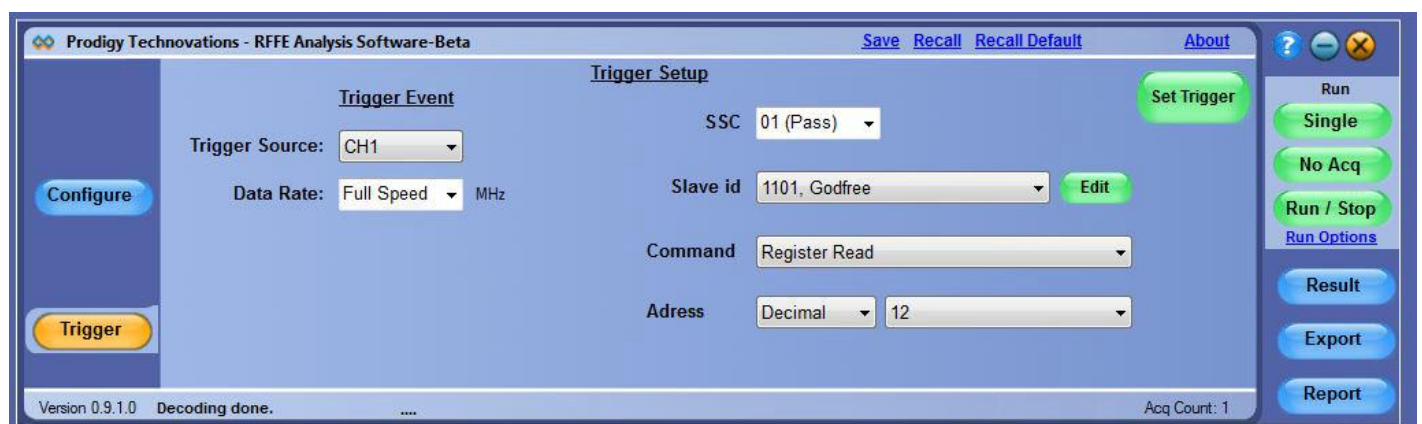 Prodigy Technovations - RFFE Analysis Software-Beta
Save Recall Recall Default About
Trigger Setup
Trigger Event
Set Trigger
Trigger Source: CH1
SSC 01 (Pass)
Configure
Data Rate: Full Speed MHz
Slave id 1101, Godfree Edit
Command Register Read
Adress Decimal 12
Trigger
Version 0.9.1.0 Decoding done. .... Acq Count: 1
?
Run
Single
No Acq
Run / Stop
Run Options
Result
Export
Report